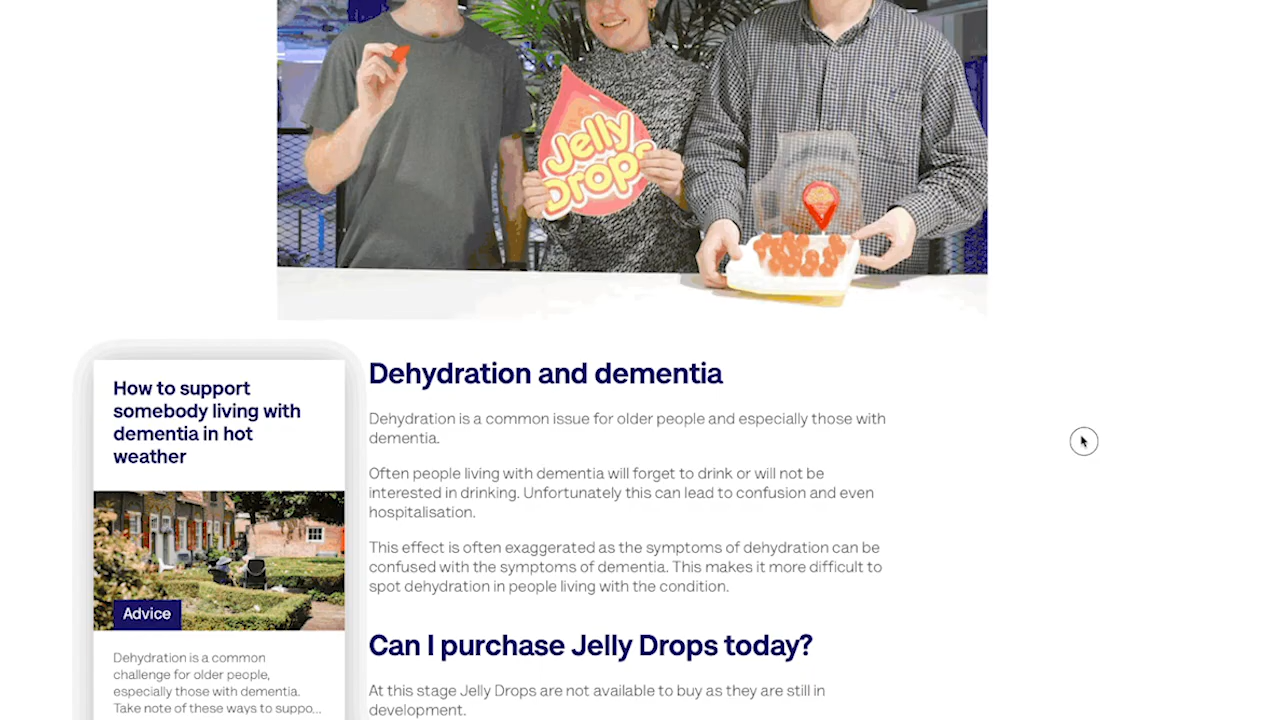 Jelly
Drops
How to support
somebody living with
dementia in hot
weather
Advice
Dehydration is a common
challenge for older people,
especially those with dementia.
Take note of these ways to suppo...
Dehydration and dementia
Dehydration is a common issue for older people and especially those with
dementia.
Often people living with dementia will forget to drink or will not be
interested in drinking. Unfortunately this can lead to confusion and even
hospitalisation.
This effect is often exaggerated as the symptoms of dehydration can be
confused with the symptoms of dementia. This makes it more difficult to
spot dehydration in people living with the condition.
Can I purchase Jelly Drops today?
At this stage Jelly Drops are not available to buy as they are still in
development.